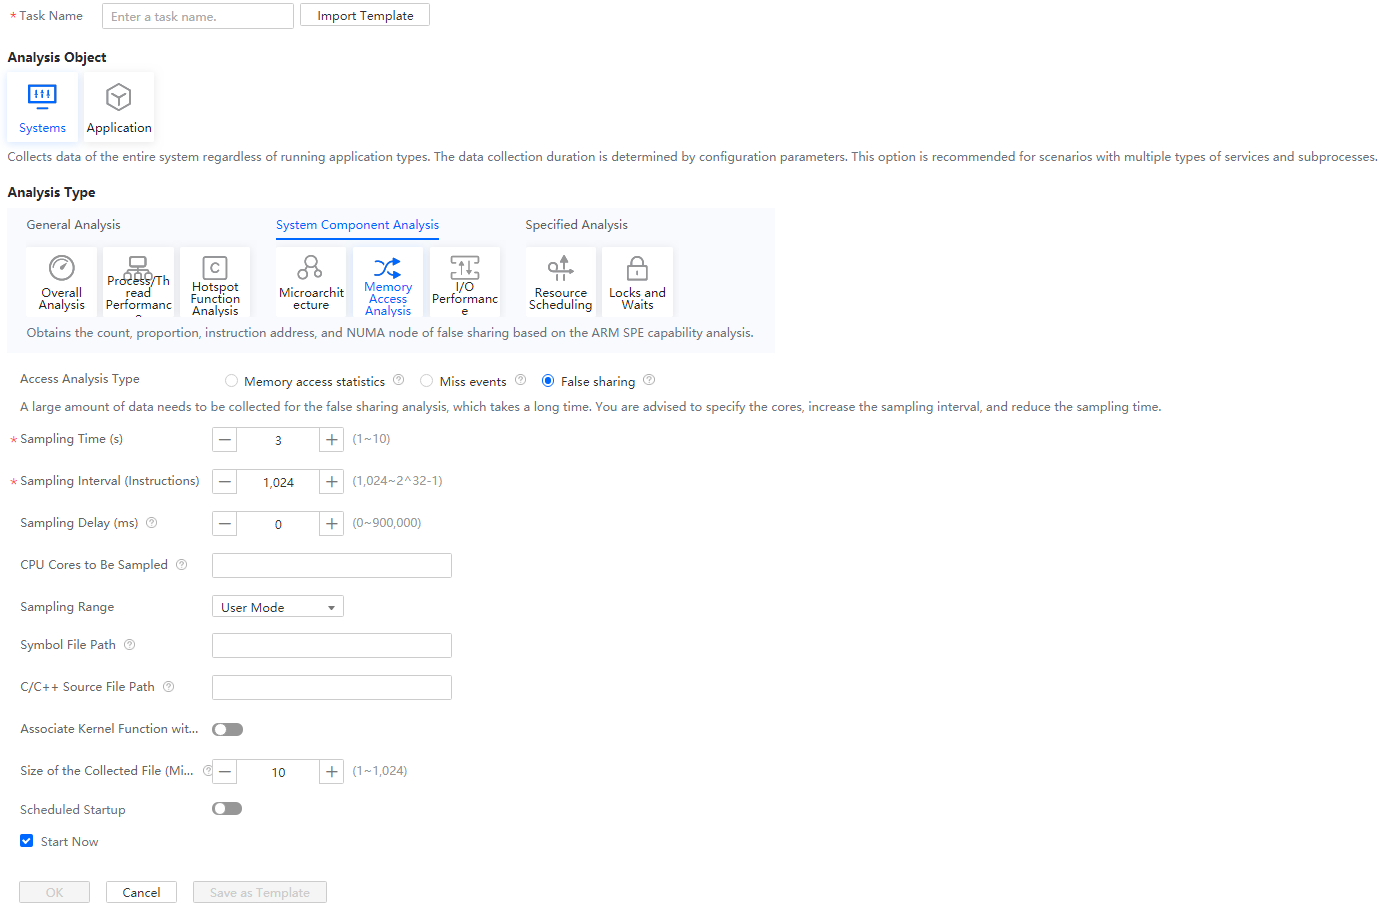 * Task Name Enter a task name. Import Template
Analysis Object
Systems Application
Collects data of the entire system regardless of running application types. The data collection duration is determined by configuration parameters. This option is recommended for scenarios with multiple types of services and subprocesses.
Analysis Type
General Analysis System Component Analysis Specified Analysis
Overall Analysis
Process/Thread Performance
C
Hotspot Function Analysis
Microarchitecture
Memory Access Analysis
I/O Performance
Resource Scheduling
Locks and Waits
Obtains the count, proportion, instruction address, and NUMA node of false sharing based on the ARM SPE capability analysis.
Access Analysis Type Memory access statistics ? Miss events ? False sharing ?
A large amount of data needs to be collected for the false sharing analysis, which takes a long time. You are advised to specify the cores, increase the sampling interval, and reduce the sampling time.
* Sampling Time (s) — 3 + (1~10)
* Sampling Interval (Instructions) — 1,024 + (1,024~2^32-1)
Sampling Delay (ms) ? — 0 + (0~900,000)
CPU Cores to Be Sampled ?
Sampling Range User Mode
Symbol File Path ?
C/C++ Source File Path ?
Associate Kernel Function wit...
Size of the Collected File (Mi... ? — 10 + (1~1,024)
Scheduled Startup
Start Now
OK Cancel Save as Template